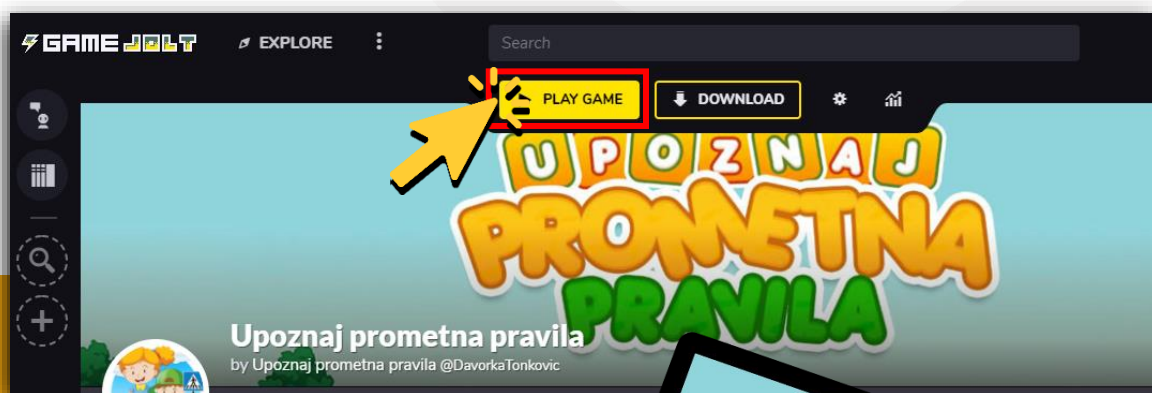 GAME JOLT EXPLORE Search
PLAY GAME DOWNLOAD
UPOZNAJ
PROMETNA
PRAVILA
Upoznaj prometna pravila
by Upoznaj prometna pravila @DavorkaTonkovic